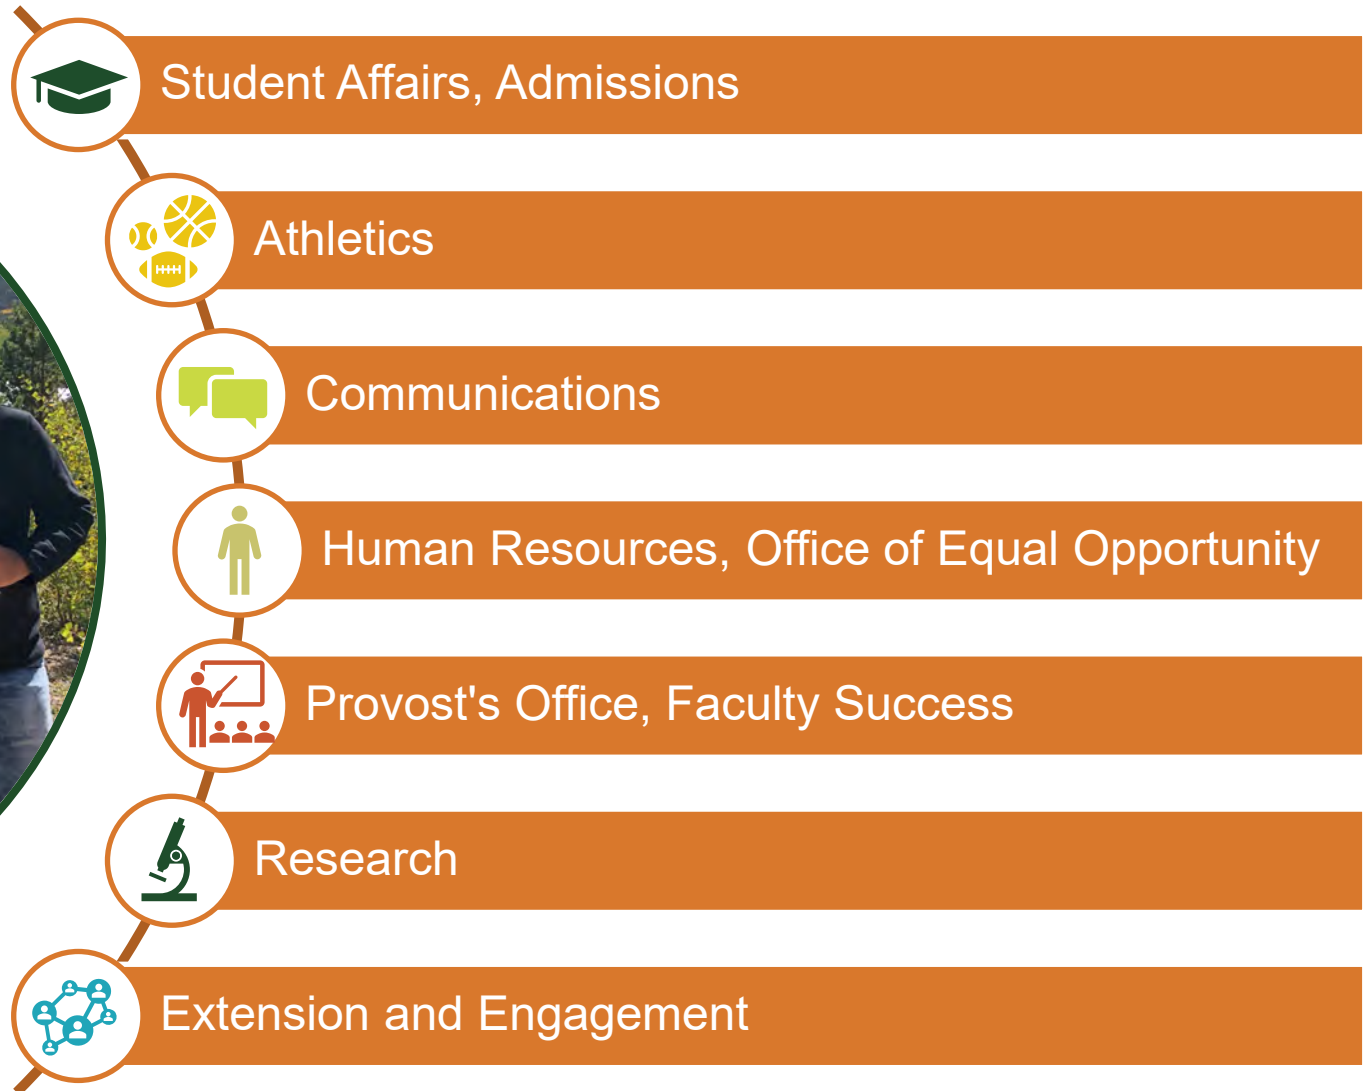 Student Affairs, Admissions
Athletics
Communications
Human Resources, Office of Equal Opportunity
Provost's Office, Faculty Success
Research
Extension and Engagement